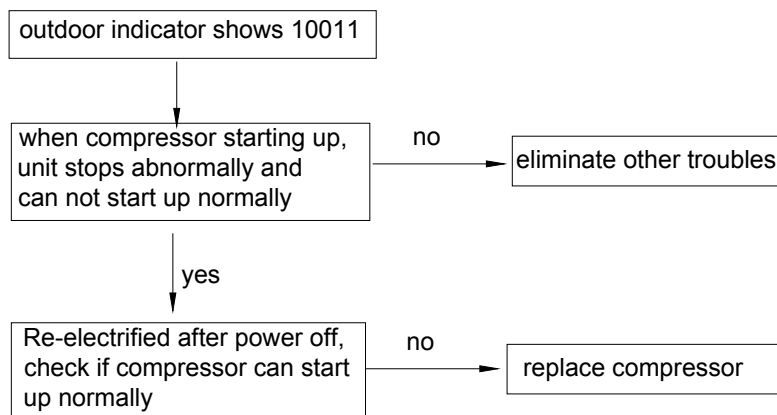 outdoor indicator shows 10011
when compressor starting up,
unit stops abnormally and
can not start up normally
no
eliminate other troubles
yes
Re-electrified after power off,
check if compressor can start
up normally
no
replace compressor